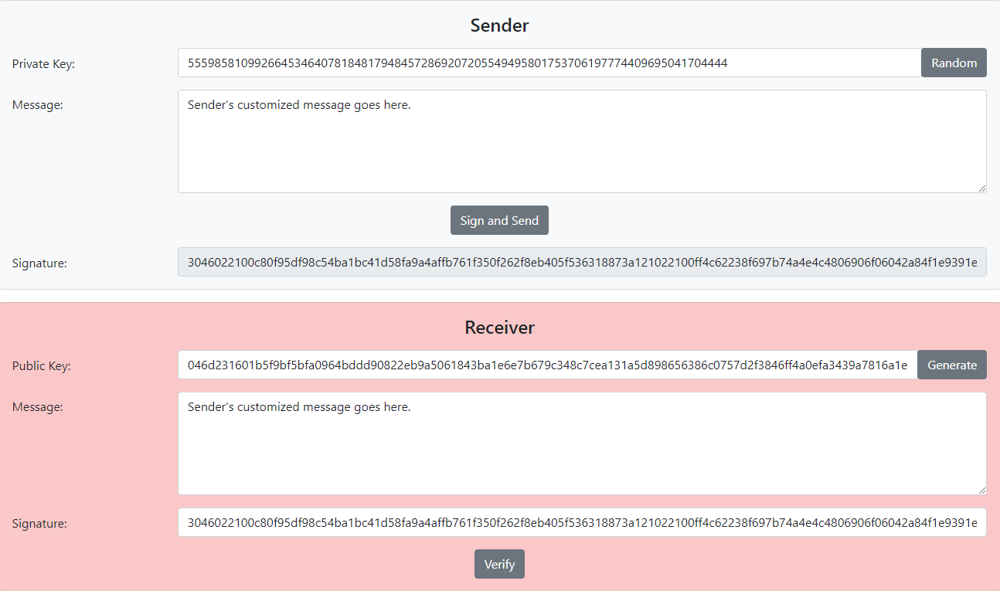 Sender
Private Key:
555985810992664534640781848179484572869207205549495801753706197774409695041704444
Random
Message:
Sender's customized message goes here.
Sign and Send
Signature:
3046022100c80f95df98c54ba1bc41d58fa9a4affb761f350f262f8eb405f536318873a121022100ff4c62238f697b74a4e4c4806906f06042a84f1e9391e
Receiver
Public Key:
046d231601b5f9bf5bfa0964bddd90822eb9a5061843ba1e6e7b679c348c7cea131a5d898656386c0757d2f3846ff4a0efa3439a7816a1e
Generate
Message:
Sender's customized message goes here.
Signature:
3046022100c80f95df98c54ba1bc41d58fa9a4affb761f350f262f8eb405f536318873a121022100ff4c62238f697b74a4e4c4806906f06042a84f1e9391e
Verify